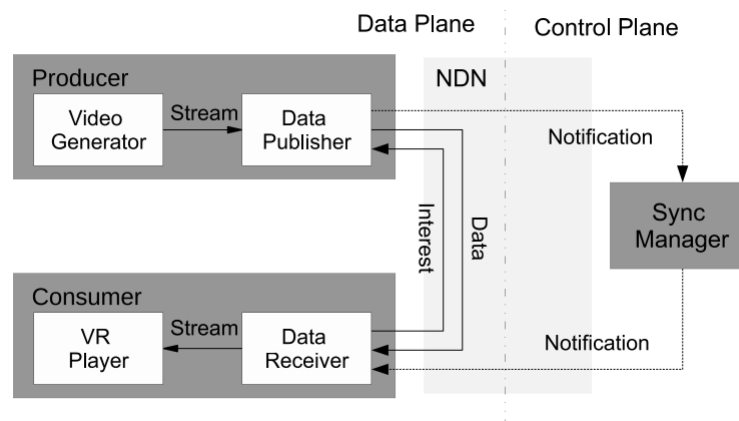 Data Plane
Control Plane
Producer
NDN
Video
Generator
Stream
Data
Publisher
Notification
Interest
Data
Sync
Manager
Consumer
VR
Player
Stream
Data
Receiver
Notification